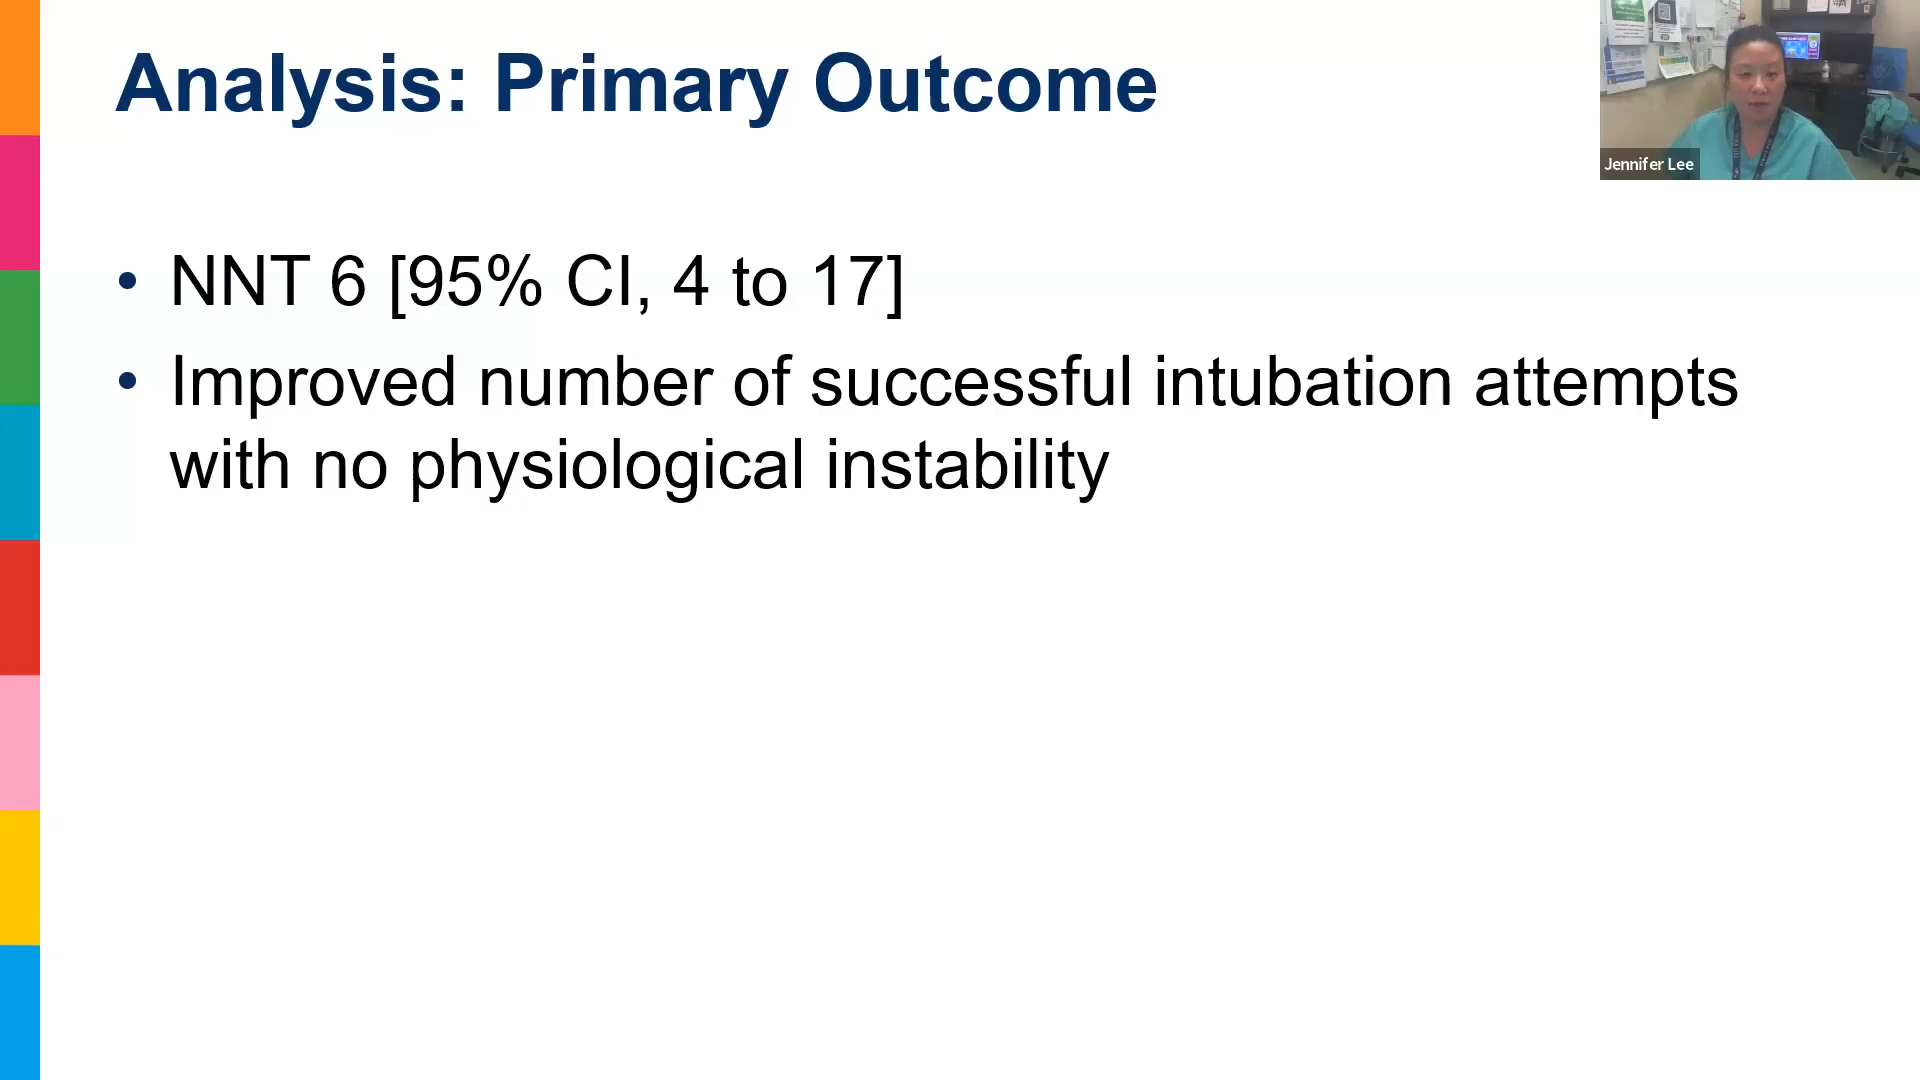 Analysis: Primary Outcome
• NNT 6 [95% CI, 4 to 17]
• Improved number of successful intubation attempts
with no physiological instability
Jennifer Lee